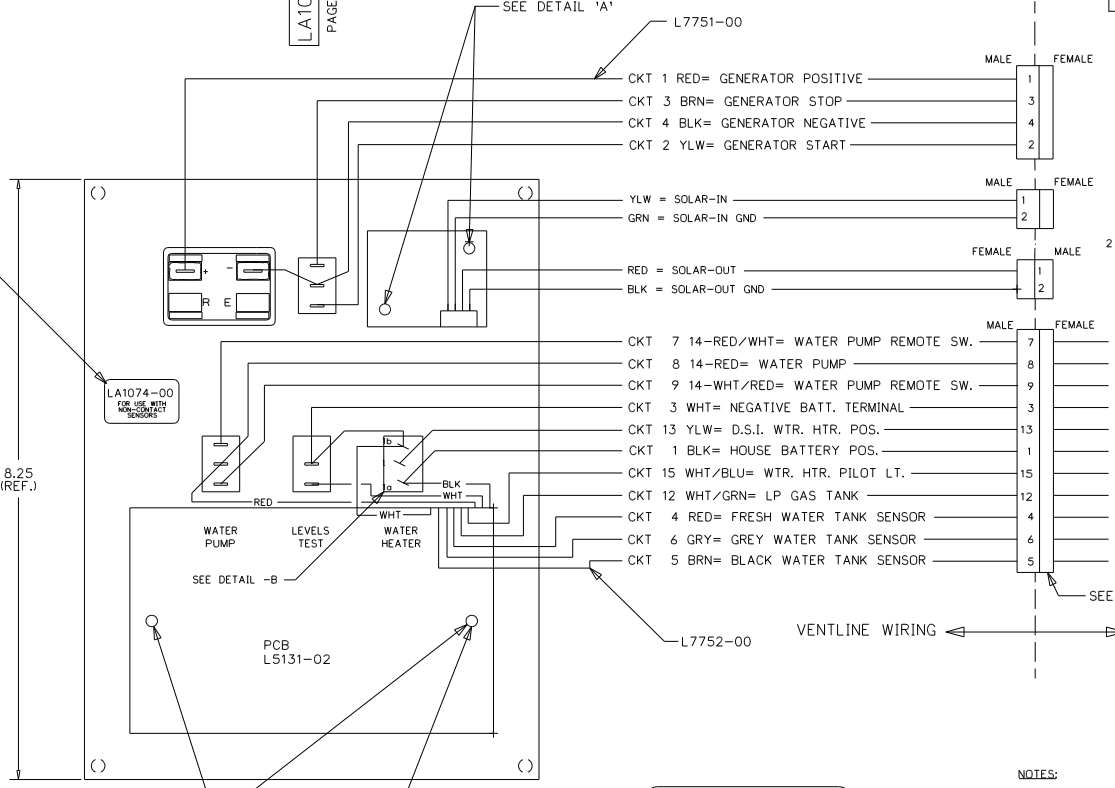 LA10
PAGE
SEE DETAIL 'A'
L7751-00
L
MALE FEMALE
CKT 1 RED= GENERATOR POSITIVE 1
CKT 3 BRN= GENERATOR STOP 3
CKT 4 BLK= GENERATOR NEGATIVE 4
CKT 2 YLW= GENERATOR START 2
MALE FEMALE
YLW = SOLAR-IN 1
GRN = SOLAR-IN GND 2
FEMALE MALE
2
RED = SOLAR-OUT 1
BLK = SOLAR-OUT GND 2
+ -
R E
MALE FEMALE
CKT 7 14-RED/WHT= WATER PUMP REMOTE SW. 7
CKT 8 14-RED= WATER PUMP 8
CKT 9 14-WHT/RED= WATER PUMP REMOTE SW. 9
CKT 3 WHT= NEGATIVE BATT. TERMINAL 3
CKT 13 YLW= D.S.I. WTR. HTR. POS. 13
CKT 1 BLK= HOUSE BATTERY POS. 1
CKT 15 WHT/BLU= WTR. HTR. PILOT LT. 15
CKT 12 WHT/GRN= LP GAS TANK 12
CKT 4 RED= FRESH WATER TANK SENSOR 4
CKT 6 GRY= GREY WATER TANK SENSOR 6
CKT 5 BRN= BLACK WATER TANK SENSOR 5
LA1074-00
FOR USE WITH
NON-CONTACT
SENSORS
8.25
(REF.)
1b
1
1a
BLK
WHT
RED
WHT
WATER
PUMP
LEVELS
TEST
WATER
HEATER
SEE DETAIL -B
SEE
PCB
L5131-02
L7752-00
VENTLINE WIRING
NOTES: